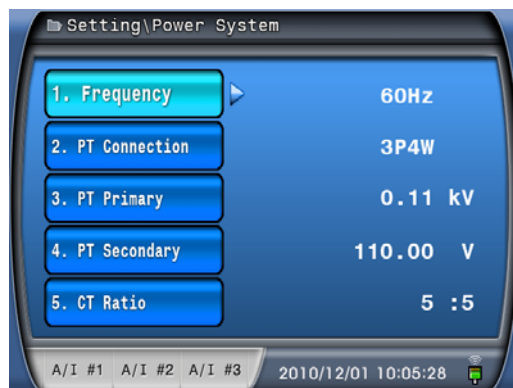 Setting\Power System
1. Frequency 60Hz
2. PT Connection 3P4W
3. PT Primary 0.11 kV
4. PT Secondary 110.00 V
5. CT Ratio 5 :5
A/I #1 A/I #2 A/I #3 2010/12/01 10:05:28